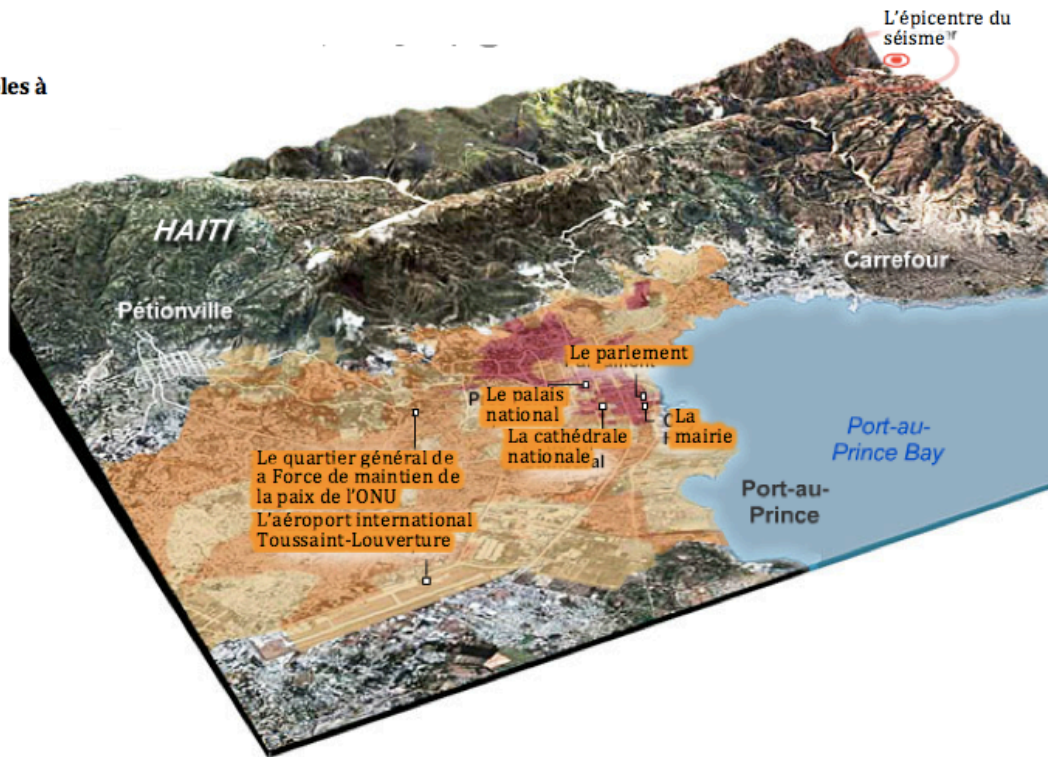 L'épicentre du
séisme
les à
HAITI
Carrefour
Pétionville
Le parlement
Le palais
national
La
mairie
La cathédrale
nationale
al
Port-au-
Prince Bay
Le quartier général de
a Force de maintien de
la paix de l'ONU
Port-au-
Prince
L'aéroport international
Toussaint-Louverture